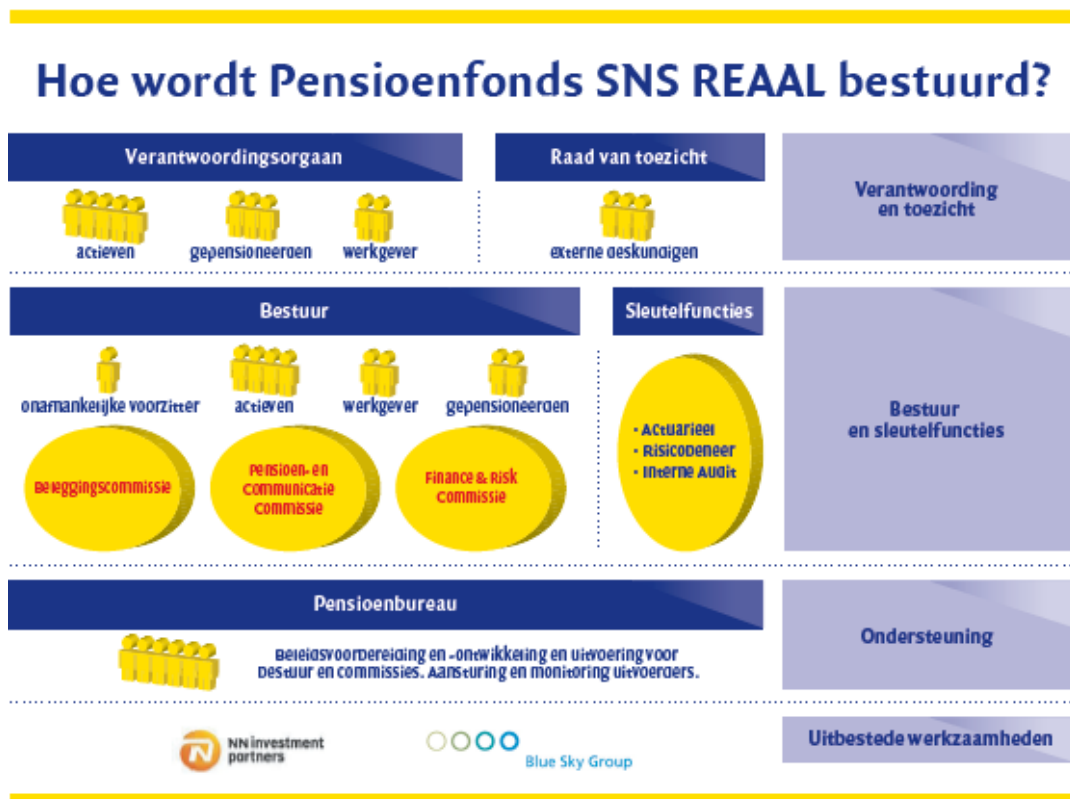 Hoe wordt Pensioenfonds SNS REAAL bestuurd?
Verantwoordingsorgaan
actieven
gepensioneerden
werkgever
Raad van toezicht
externe deskundigen
Verantwoording
en toezicht
Bestuur
onafhankelijke voorzitter
actieven
werkgever
gepensioneerden
Beleggingscommissie
Pensioen- en
Communicatie
Commissie
Finance & Risk
Commissie
Sleutelfuncties
• Actuarieel
• Risicobeheer
• Interne Audit
Bestuur
en sleutelfuncties
Pensioenbureau
Beleidsvoorbereiding en -ontwikkeling en uitvoering voor
bestuur en commissies. Aansturing en monitoring uitvoerders.
Ondersteuning
NN investment
partners
Blue Sky Group
Uitbestede werkzaamheden